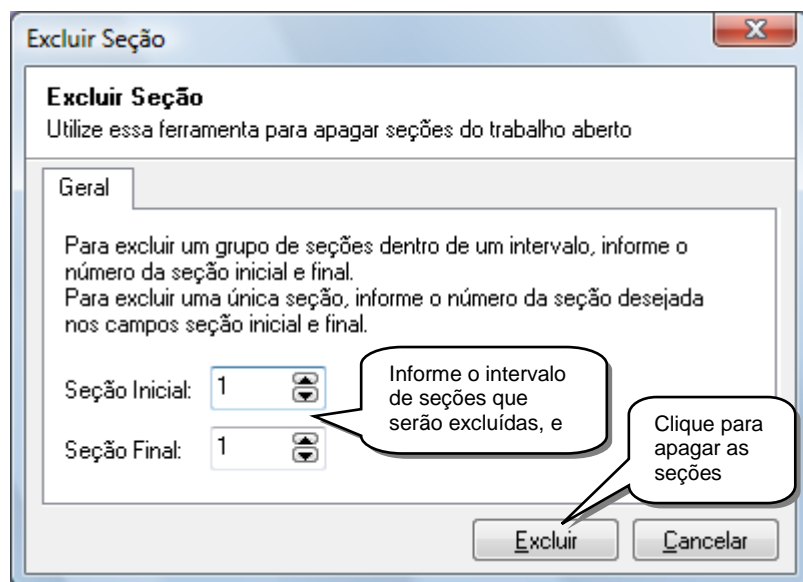 Excluir Seção
Excluir Seção
Utilize essa ferramenta para apagar seções do trabalho aberto
Geral
Para excluir um grupo de seções dentro de um intervalo, informe o
número da seção inicial e final.
Para excluir uma única seção, informe o número da seção desejada
nos campos seção inicial e final.
Seção Inicial: 1
Informe o intervalo
de seções que
serão excluídas, e
Seção Final: 1
Clique para
apagar as
seções
Excluir
Cancelar